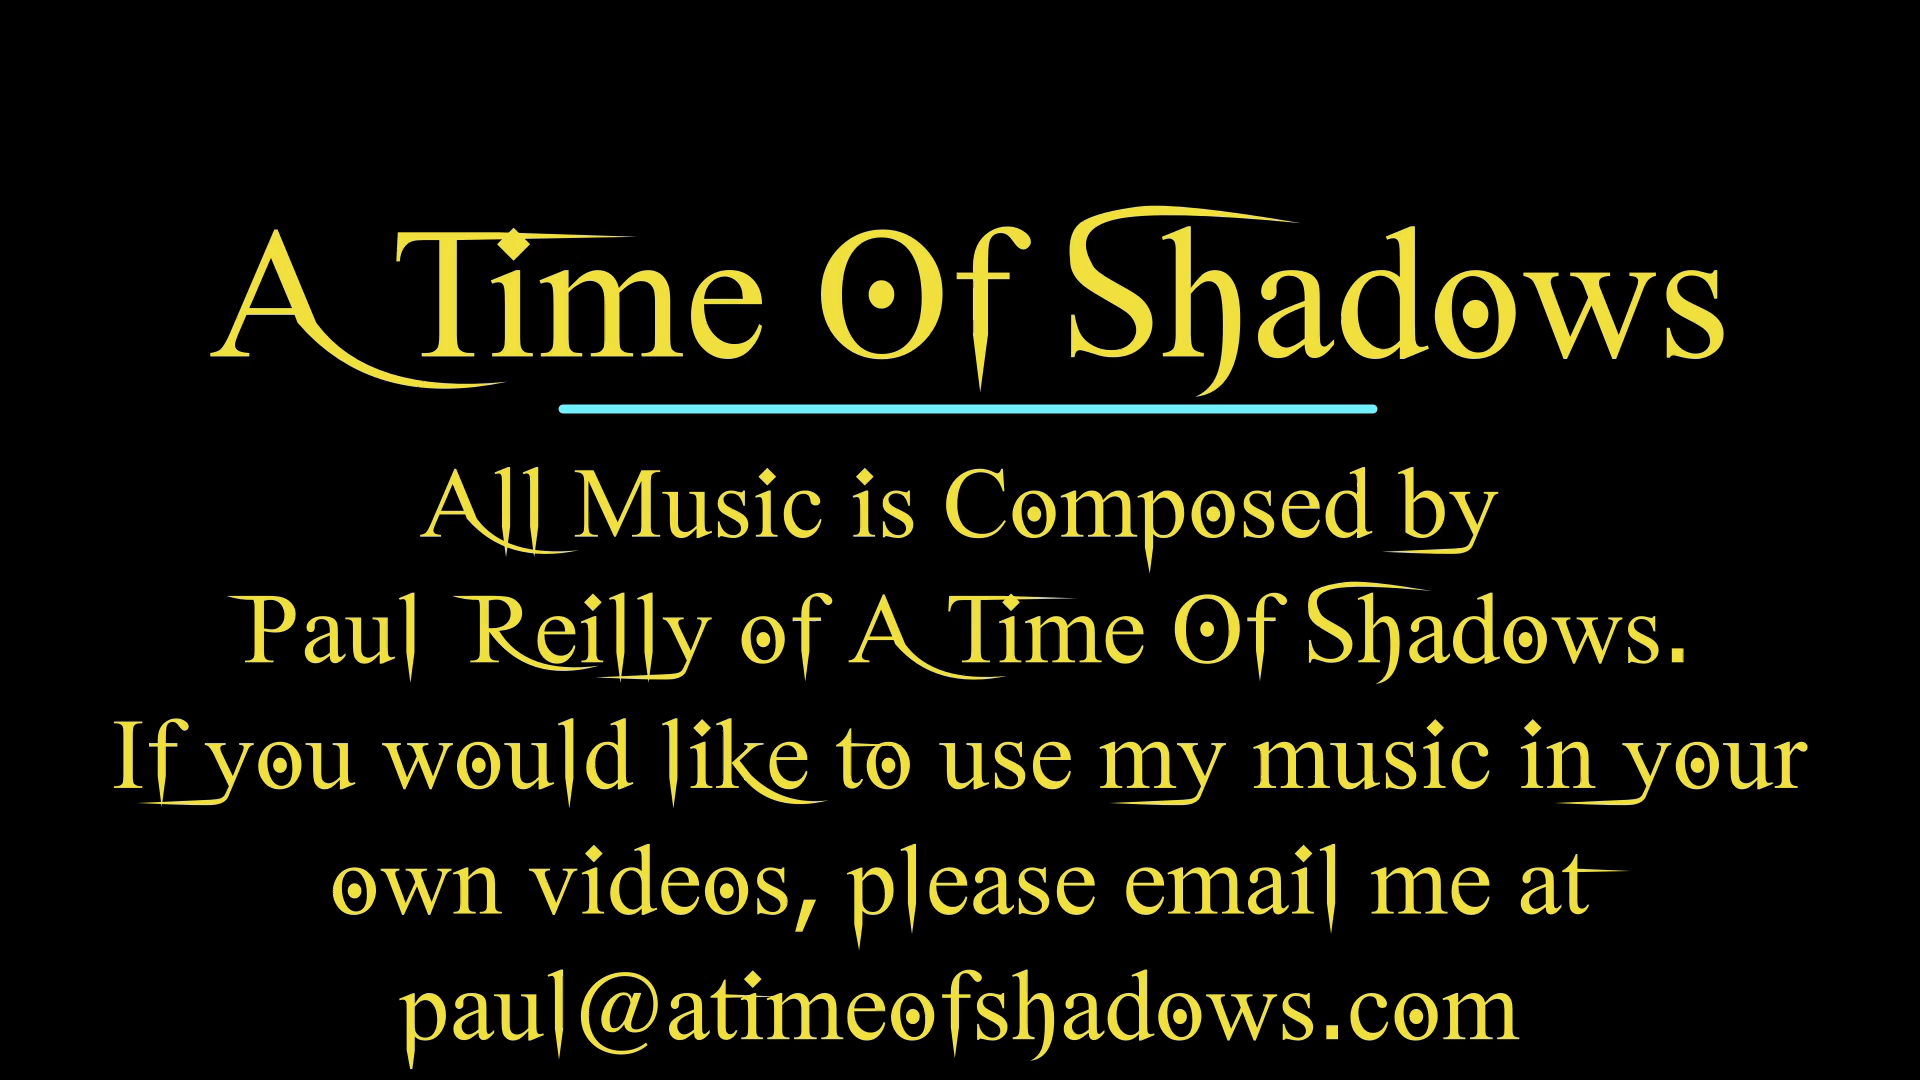 A Time Of Shadows
All Music is Composed by
Paul Reilly of A Time Of Shadows.
If you would like to use my music in your
own videos, please email me at
paul@atimeofshadows.com